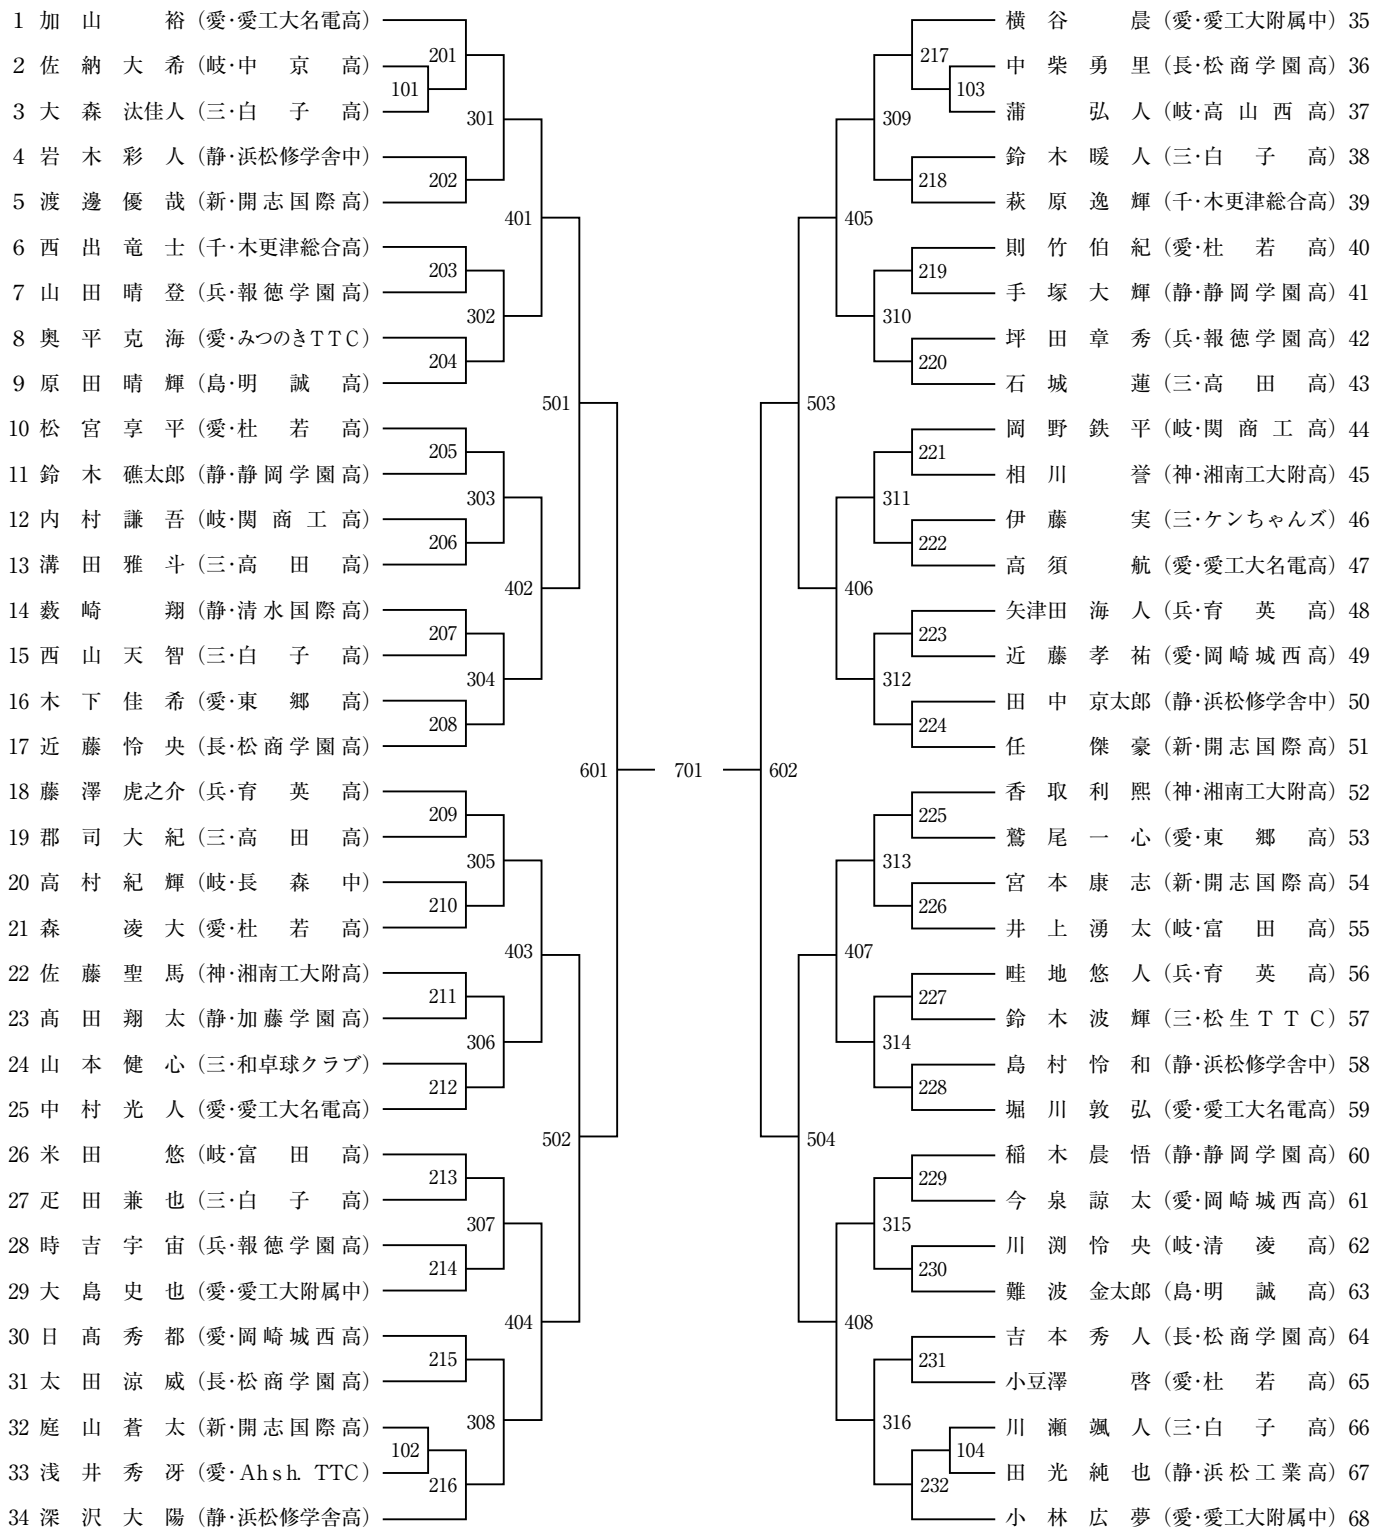 1 加山 裕 (愛・愛工大名電高)
2 佐納大希 (岐・中京高)
3 大森汰佳人 (三・白子高)
4 岩木彩人 (静・浜松修学舎中)
5 渡邊優哉 (新・開志国際高)
6 西出竜士 (千・木更津総合高)
7 山田晴登 (兵・報徳学園高)
8 奥平克海 (愛・みつのきTTC)
9 原田晴輝 (島・明誠高)
10 松宮享平 (愛・杜若高)
11 鈴木礁太郎 (静・静岡学園高)
12 内村謙吾 (岐・関商工高)
13 溝田雅斗 (三・高田高)
14 薮崎 翔 (静・清水国際高)
15 西山天智 (三・白子高)
16 木下佳希 (愛・東郷高)
17 近藤怜央 (長・松商学園高)
18 藤澤虎之介 (兵・育英高)
19 郡司大紀 (三・高田高)
20 高村紀輝 (岐・長森中)
21 森 凌大 (愛・杜若高)
22 佐藤聖馬 (神・湘南工大附高)
23 髙田翔太 (静・加藤学園高)
24 山本健心 (三・和卓球クラブ)
25 中村光人 (愛・愛工大名電高)
26 米田 悠 (岐・富田高)
27 疋田兼也 (三・白子高)
28 時吉宇宙 (兵・報徳学園高)
29 大島史也 (愛・愛工大附属中)
30 日髙秀都 (愛・岡崎城西高)
31 太田涼威 (長・松商学園高)
32 庭山蒼太 (新・開志国際高)
33 浅井秀冴 (愛・Ahsh. TTC)
34 深沢大陽 (静・浜松修学舎高)
101
102
201
202
203
204
205
206
207
208
209
210
211
212
213
214
215
216
301
302
303
304
305
306
307
308
401
402
403
404
501
502
601
701
602
503
504
405
406
407
408
309
310
311
312
313
314
315
316
217
218
219
220
221
222
223
224
225
226
227
228
229
230
231
232
103
104
横谷 晨 (愛・愛工大附属中) 35
中柴勇里 (長・松商学園高) 36
蒲 弘人 (岐・高山西高) 37
鈴木暖人 (三・白子高) 38
萩原逸輝 (千・木更津総合高) 39
則竹伯紀 (愛・杜若高) 40
手塚大輝 (静・静岡学園高) 41
坪田章秀 (兵・報徳学園高) 42
石城 蓮 (三・高田高) 43
岡野鉄平 (岐・関商工高) 44
相川 誉 (神・湘南工大附高) 45
伊藤 実 (三・ケンちゃんズ) 46
高須 航 (愛・愛工大名電高) 47
矢津田海人 (兵・育英高) 48
近藤孝祐 (愛・岡崎城西高) 49
田中京太郎 (静・浜松修学舎中) 50
任 傑豪 (新・開志国際高) 51
香取利熙 (神・湘南工大附高) 52
鷲尾一心 (愛・東郷高) 53
宮本康志 (新・開志国際高) 54
井上湧太 (岐・富田高) 55
畦地悠人 (兵・育英高) 56
鈴木波輝 (三・松生TTC) 57
島村怜和 (静・浜松修学舎中) 58
堀川敦弘 (愛・愛工大名電高) 59
稲木晨悟 (静・静岡学園高) 60
今泉諒太 (愛・岡崎城西高) 61
川渕怜央 (岐・清凌高) 62
難波金太郎 (島・明誠高) 63
吉本秀人 (長・松商学園高) 64
小豆澤 啓 (愛・杜若高) 65
川瀬颯人 (三・白子高) 66
田光純也 (静・浜松工業高) 67
小林広夢 (愛・愛工大附属中) 68